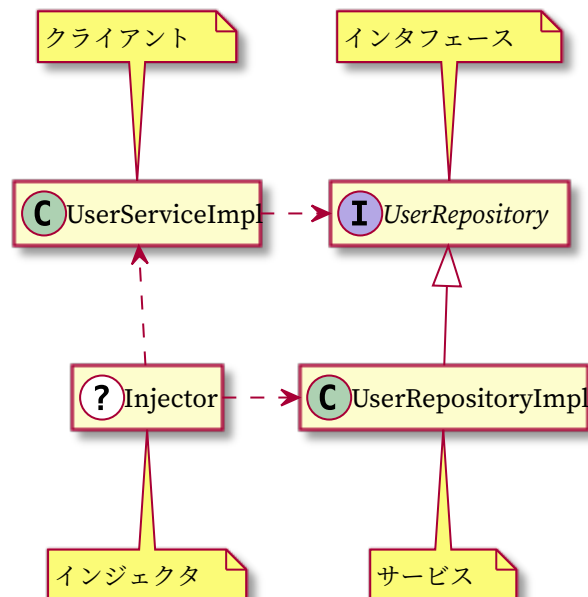 クライアント
インタフェース
C UserServiceImpl
I UserRepository
? Injector
C UserRepositoryImpl
インジェクタ
サービス